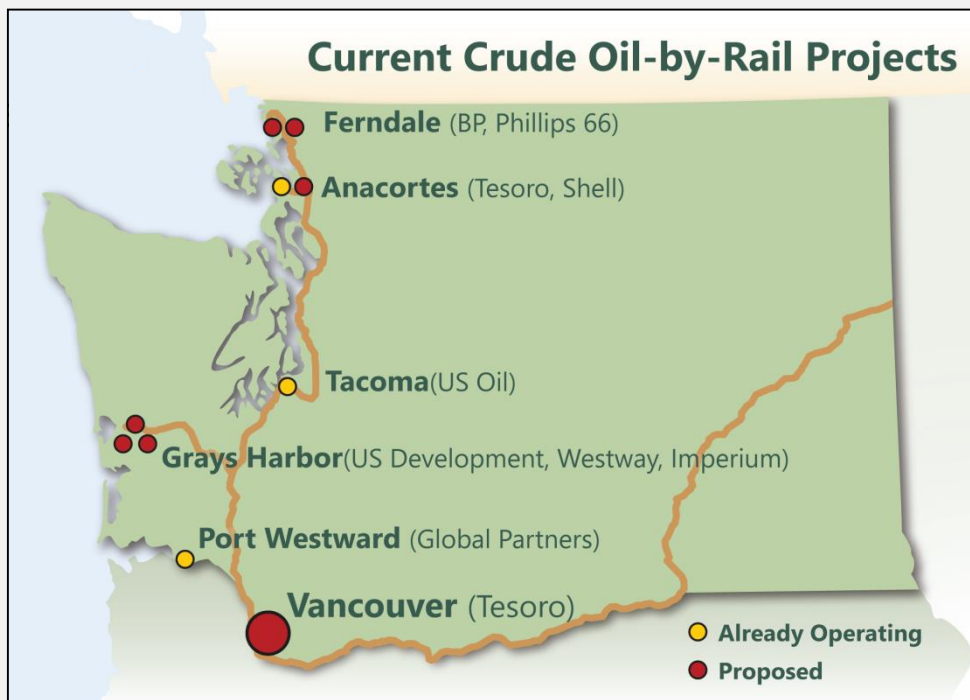 Current Crude Oil-by-Rail Projects
Ferndale (BP, Phillips 66)
Anacortes (Tesoro, Shell)
Tacoma(US Oil)
Grays Harbor(US Development, Westway, Imperium)
Port Westward (Global Partners)
Vancouver (Tesoro)
Already Operating
Proposed